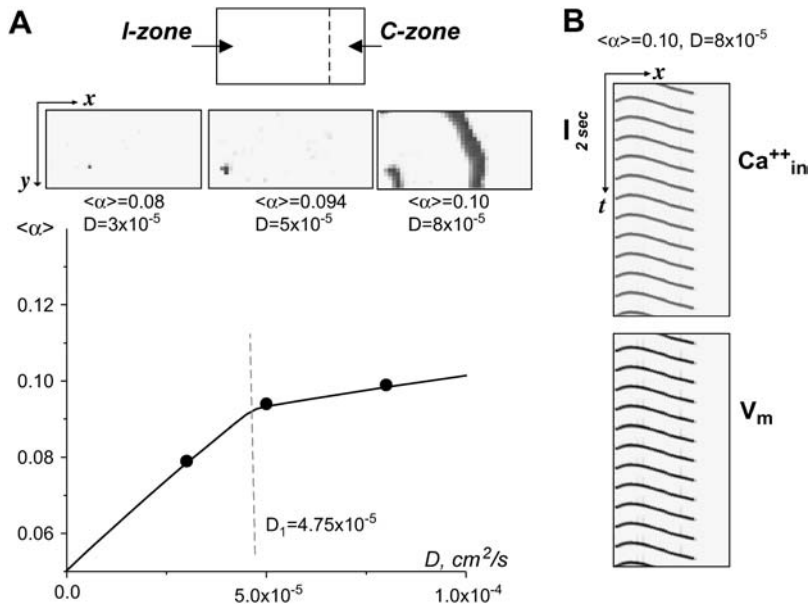 A
I-zone
C-zone
x
y
<α>=0.08
D=3x10-5
<α>=0.094
D=5x10-5
<α>=0.10
D=8x10-5
<α>
0.12
0.10
0.08
0.06
D1=4.75x10-5
D, cm2/s
0.0
5.0x10-5
1.0x10-4
B
<α>=0.10, D=8x10-5
x
2 sec
t
Ca++in
Vm